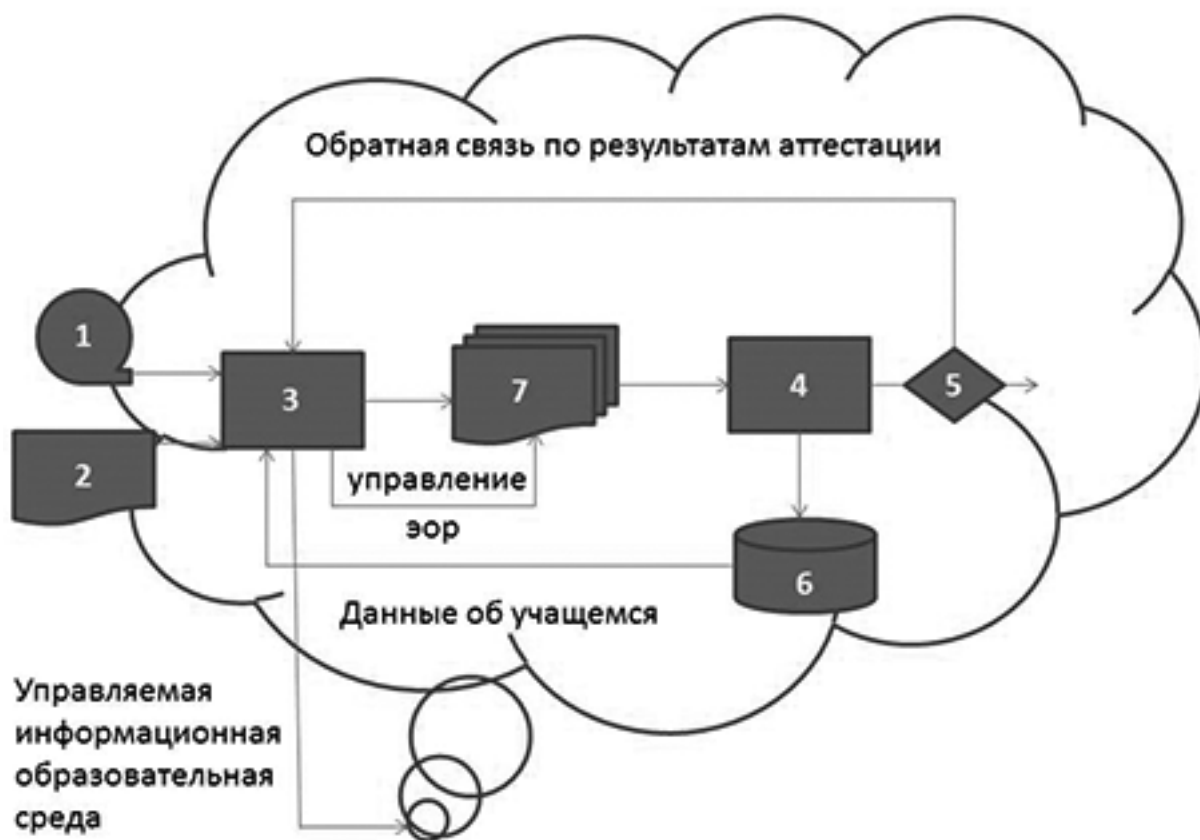 Обратная связь по результатам аттестации
1
2
3
7
4
5
управление
эор
6
Данные об учащемся
Управляемая
информационная
образовательная
среда